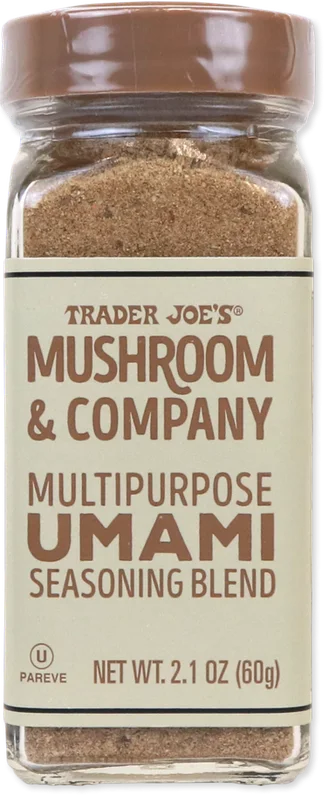 TRADER JOE'S®
MUSHROOM
& COMPANY
MULTIPURPOSE
UMAMI
SEASONING BLEND
U
PAREVE
NET WT. 2.1 OZ (60g)